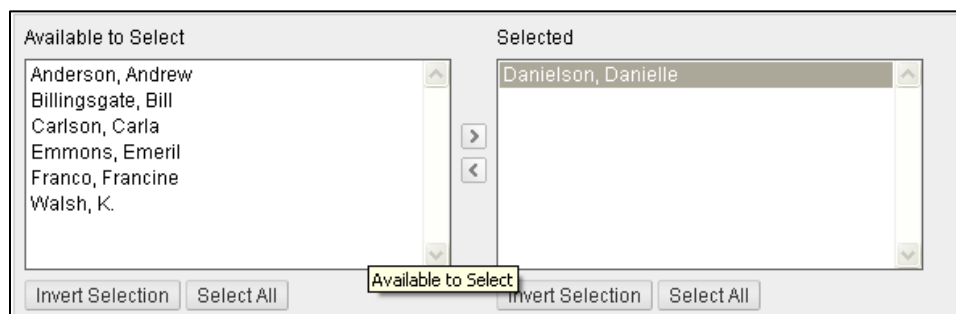 Available to Select
Anderson, Andrew
Billingsgate, Bill
Carlson, Carla
Emmons, Emeril
Franco, Francine
Walsh, K.
Invert Selection
Select All
Available to Select
Selected
Danielson, Danielle
Invert Selection
Select All